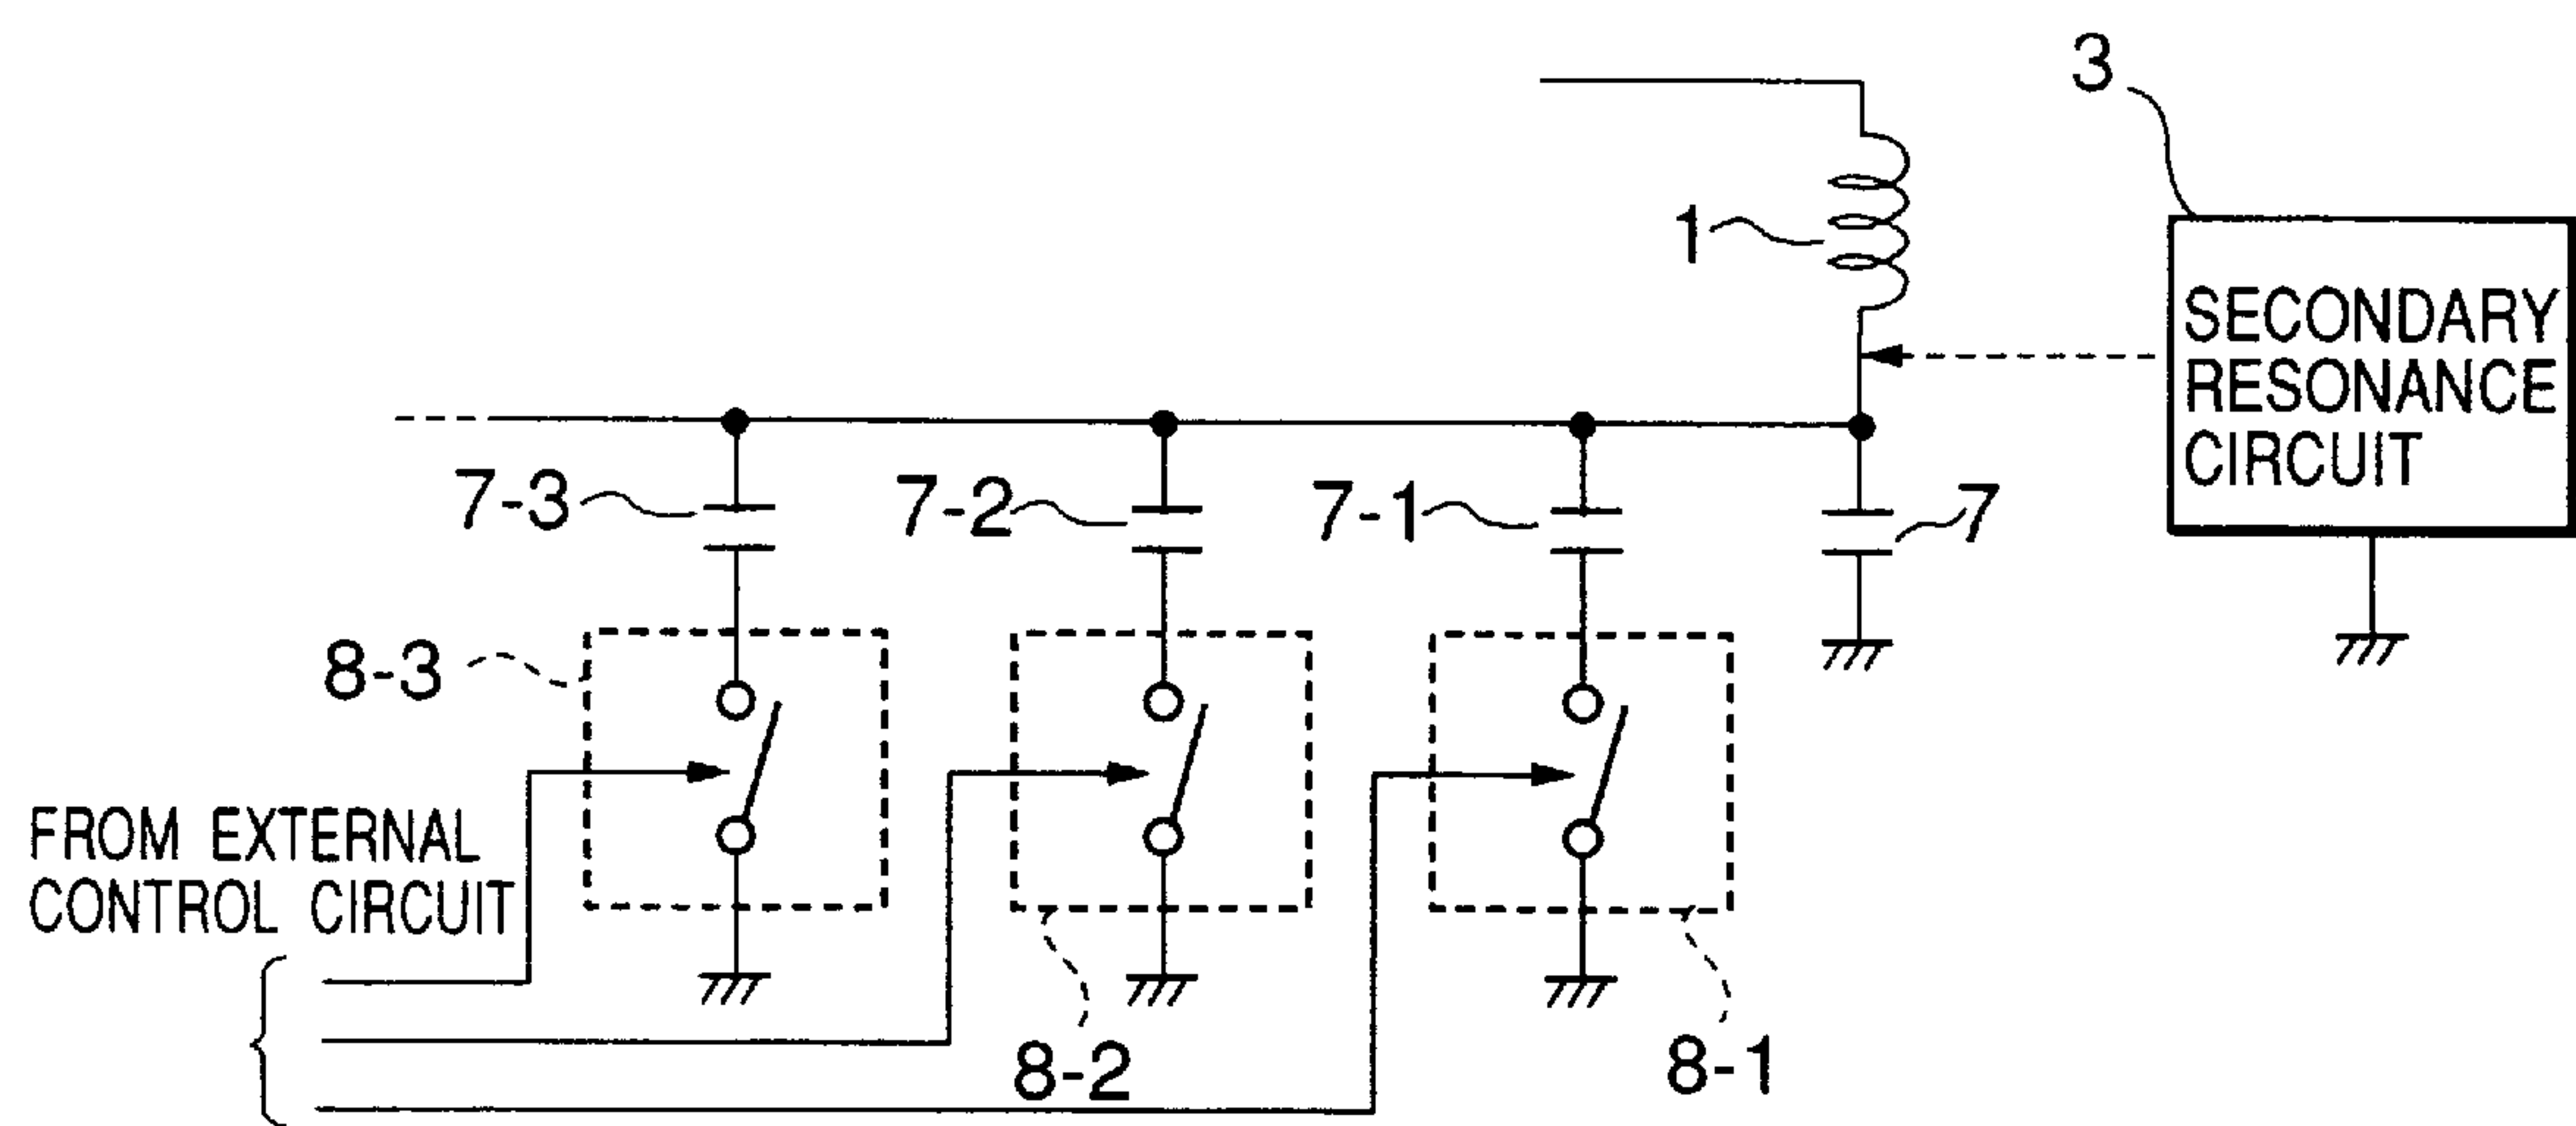 3
1
SECONDARY
RESONANCE
CIRCUIT
7-3
7-2
7-1
7
8-3
FROM EXTERNAL
CONTROL CIRCUIT
8-2
8-1